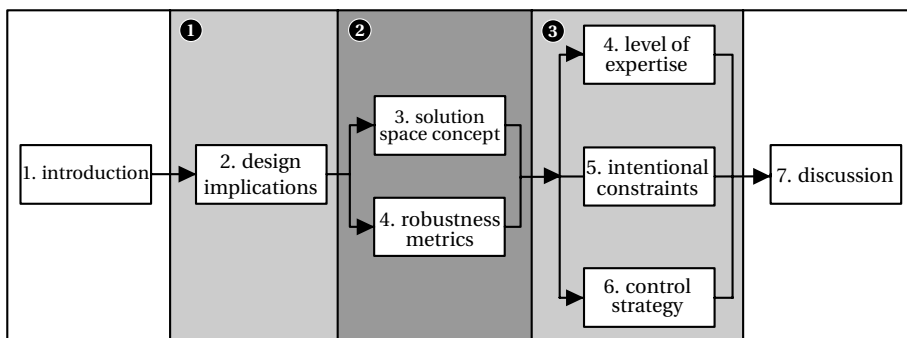 1
2
3
1. introduction
2. design
implications
3. solution
space concept
4. robustness
metrics
4. level of
expertise
5. intentional
constraints
6. control
strategy
7. discussion